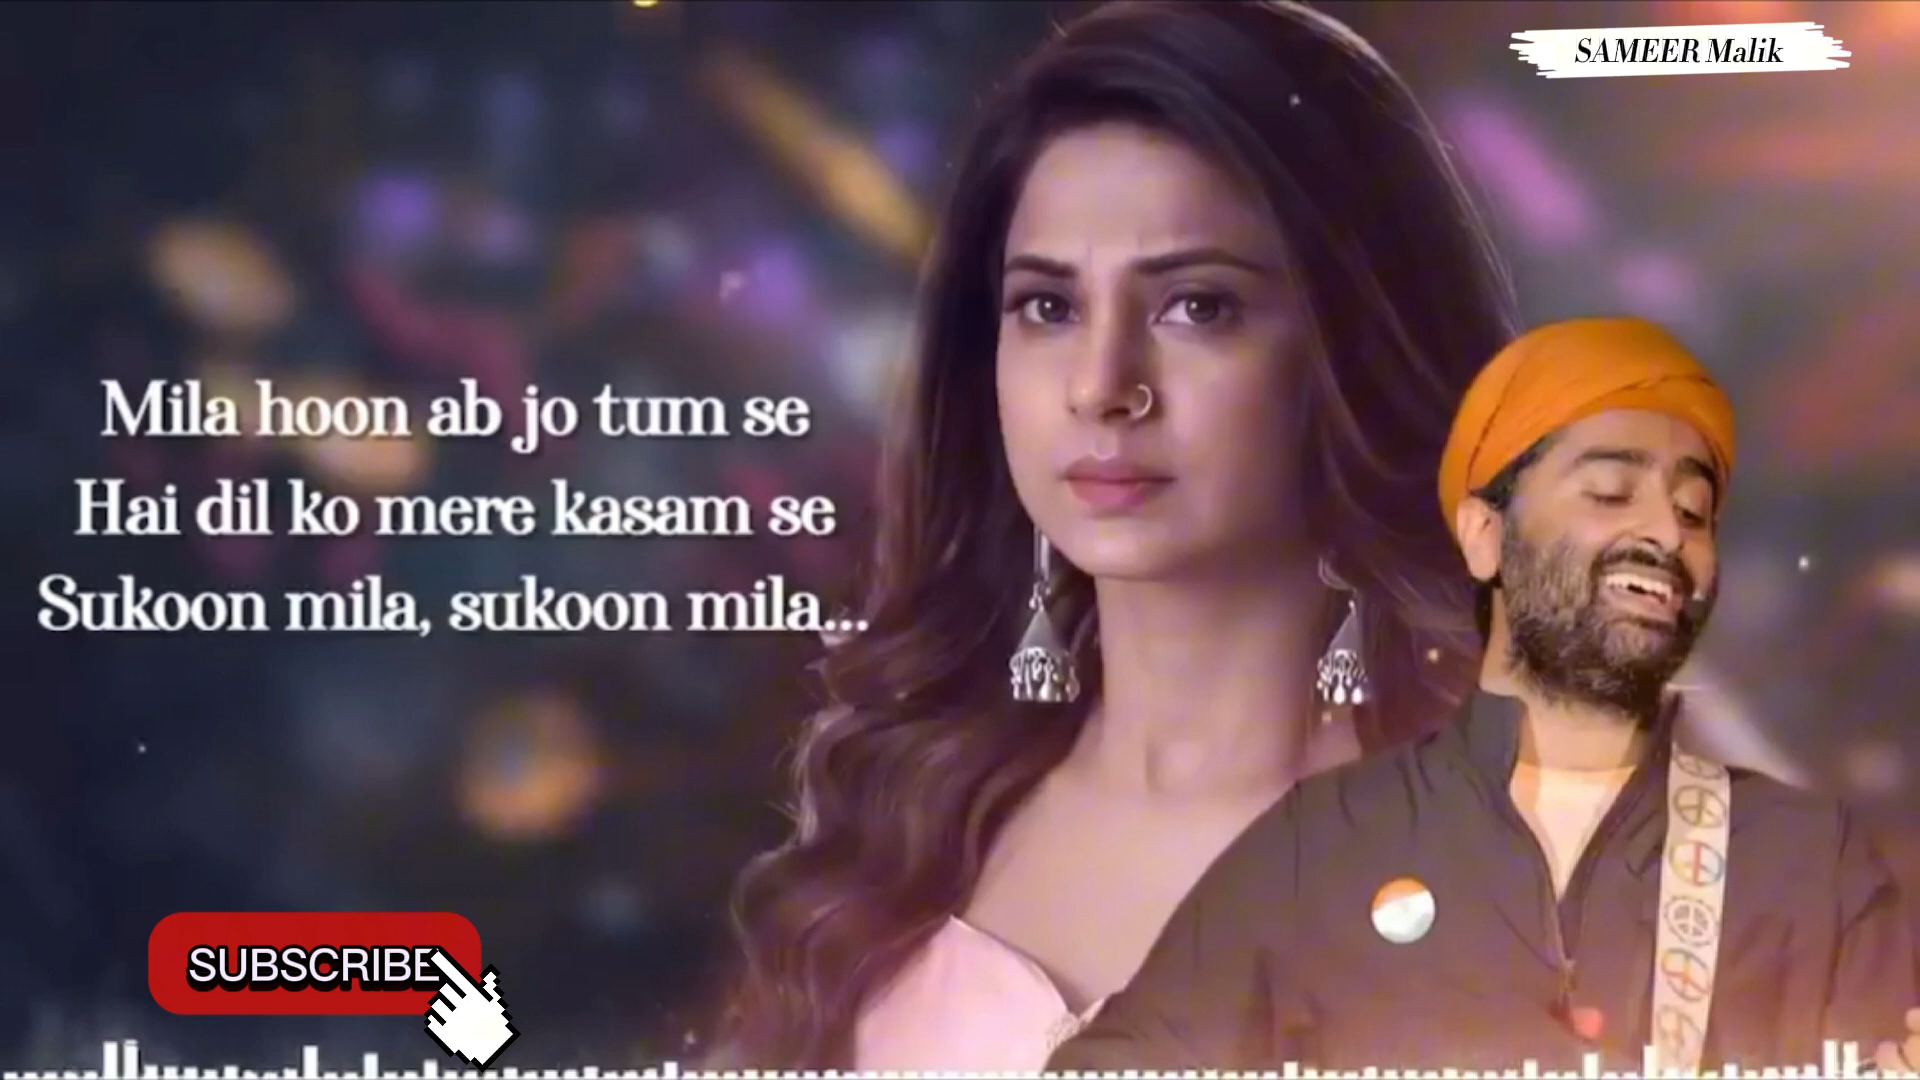 SAMEER Malik
Mila hoon ab jo tum se
Hai dil ko mere kasam se
Sukoon mila, sukoon mila...
SUBSCRIBE